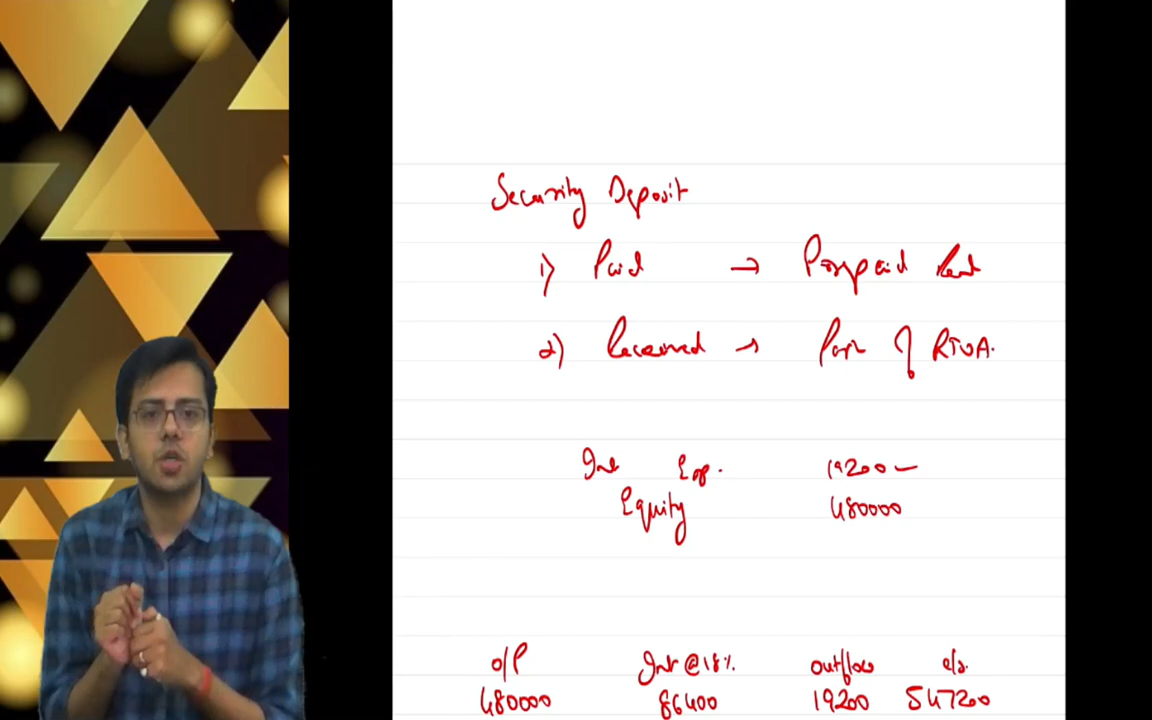 Security Deposit
1) Paid → Prepaid Rent
2) Received → Part of RTUA.
Int Exp. 19200 –
Equity 480000
o/P Int @ 18% outflow c/s.
480000 86400 19200 547200